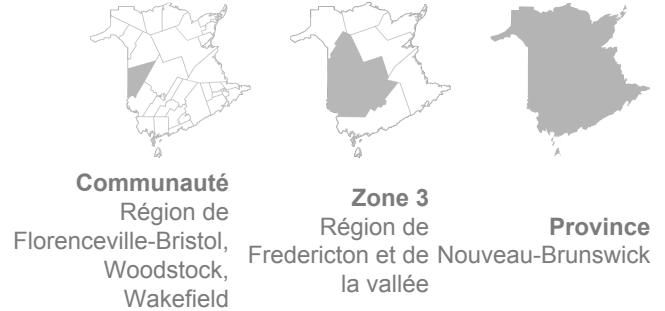 Communauté
Région de
Florenceville-Bristol,
Woodstock,
Wakefield
Zone 3
Région de
Fredericton et de
la vallée
Province
Nouveau-Brunswick